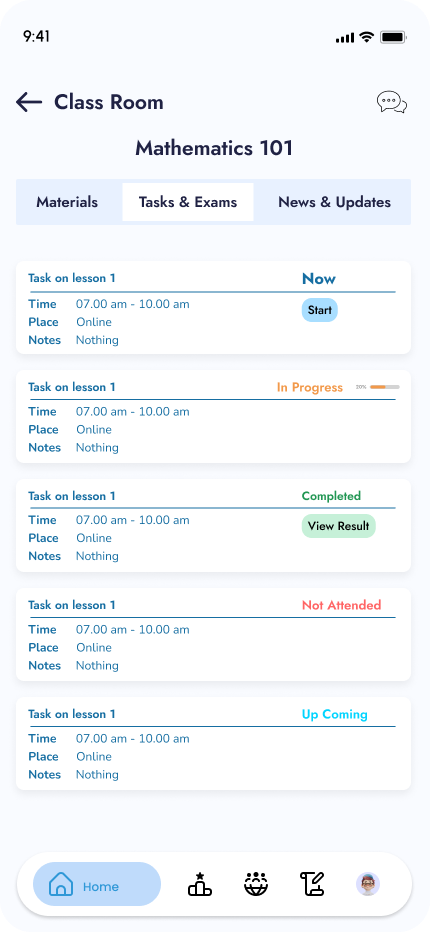 9:41
Class Room
Mathematics 101
Materials Tasks & Exams News & Updates
Task on lesson 1 Now
Time 07.00 am - 10.00 am Start
Place Online
Notes Nothing
Task on lesson 1 In Progress 20%
Time 07.00 am - 10.00 am
Place Online
Notes Nothing
Task on lesson 1 Completed
Time 07.00 am - 10.00 am View Result
Place Online
Notes Nothing
Task on lesson 1 Not Attended
Time 07.00 am - 10.00 am
Place Online
Notes Nothing
Task on lesson 1 Up Coming
Time 07.00 am - 10.00 am
Place Online
Notes Nothing
Home